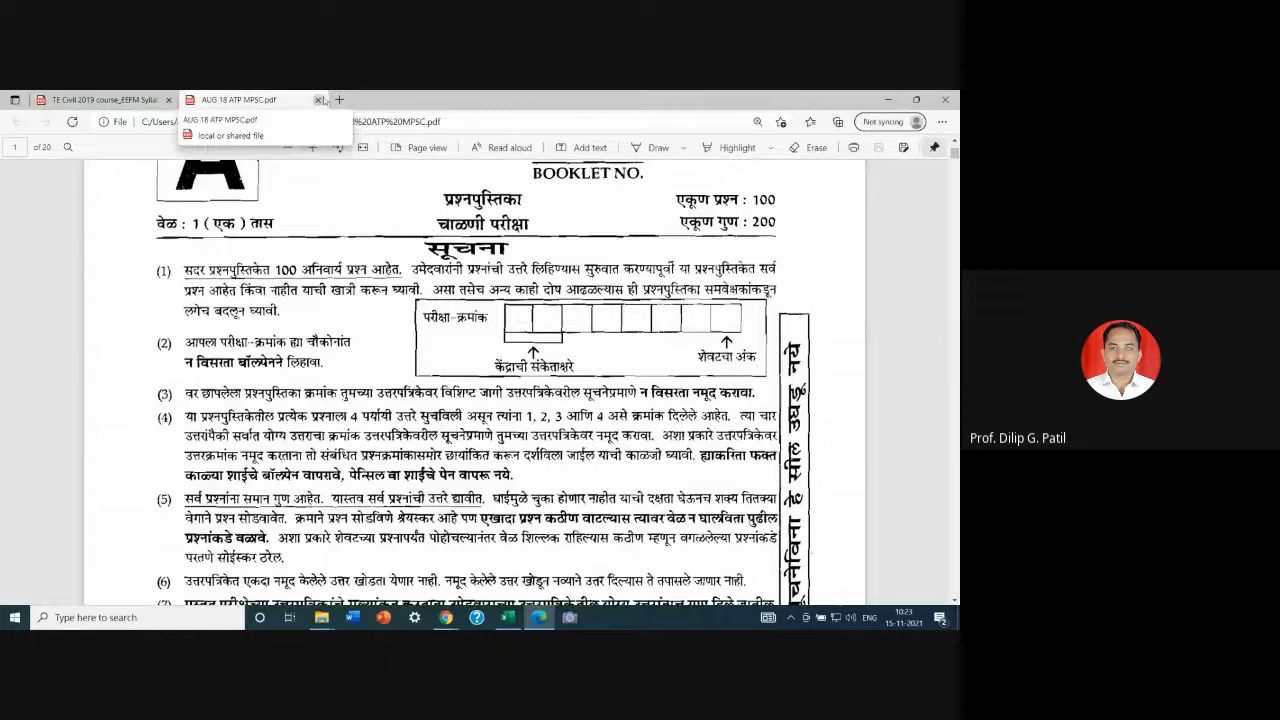 TE Civil 2019 course_EEFM Syllal
AUG 18 ATP MPSC.pdf
AUG 18 ATP MPSC.pdf
local or shared file
File
C:/Users/
%20ATP%20MPSC.pdf
Not syncing
1 of 20
Page view
Read aloud
Add text
Draw
Highlight
Erase
A
BOOKLET NO.
प्रश्नपुस्तिका
एकूण प्रश्न : 100
वेळ : 1 ( एक ) तास
चाळणी परीक्षा
एकूण गुण : 200
सूचना
(1) सदर प्रश्नपुस्तिकेत 100 अनिवार्य प्रश्न आहेत. उमेदवारांनी प्रश्नांची उत्तरे लिहिण्यास सुरुवात करण्यापूर्वी या प्रश्नपुस्तिकेत सर्व
प्रश्न आहेत किंवा नाहीत याची खात्री करून घ्यावी. असा तसेच अन्य काही दोष आढळल्यास ही प्रश्नपुस्तिका समवेक्षकांकडून
लगेच बदलून घ्यावी.
परीक्षा-क्रमांक
(2) आपला परीक्षा-क्रमांक ह्या चौकोनांत
न विसरता बॉलपेनने लिहावा.
केंद्राची संकेताक्षरे
शेवटचा अंक
(3) वर छापलेला प्रश्नपुस्तिका क्रमांक तुमच्या उत्तरपत्रिकेवर विशिष्ट जागी उत्तरपत्रिकेवरील सूचनेप्रमाणे न विसरता नमूद करावा.
(4) या प्रश्नपुस्तिकेतील प्रत्येक प्रश्नाला 4 पर्यायी उत्तरे सुचविली असून त्यांना 1, 2, 3 आणि 4 असे क्रमांक दिलेले आहेत. त्या चार
उत्तरांपैकी सर्वात योग्य उत्तराचा क्रमांक उत्तरपत्रिकेवरील सूचनेप्रमाणे तुमच्या उत्तरपत्रिकेवर नमूद करावा. अशा प्रकारे उत्तरपत्रिकेवर
उत्तरक्रमांक नमूद करताना तो संबंधित प्रश्नक्रमांकासमोर छायांकित करून दर्शविला जाईल याची काळजी घ्यावी. ह्याकरिता फक्त
काळ्या शाईचे बॉलपेन वापरावे, पेन्सिल वा शाईचे पेन वापरू नये.
(5) सर्व प्रश्नांना समान गुण आहेत. यास्तव सर्व प्रश्नांची उत्तरे द्यावीत. घाईमुळे चुका होणार नाहीत याची दक्षता घेऊनच शक्य तितक्या
वेगाने प्रश्न सोडवावेत. क्रमाने प्रश्न सोडविणे श्रेयस्कर आहे पण एखादा प्रश्न कठीण वाटल्यास त्यावर वेळ न घालविता पुढील
प्रश्नांकडे वळावे. अशा प्रकारे शेवटच्या प्रश्नापर्यंत पोहोचल्यानंतर वेळ शिल्लक राहिल्यास कठीण म्हणून वगळलेल्या प्रश्नांकडे
परतणे सोईस्कर ठरेल.
(6) उत्तरपत्रिकेत एकदा नमूद केलेले उत्तर खोडता येणार नाही. नमूद केलेले उत्तर खोडून नव्याने उत्तर दिल्यास ते तपासले जाणार नाही.
सूचनेविना हे सील उघडू नये
Prof. Dilip G. Patil
Type here to search
ENG
10:23
15-11-2021
2